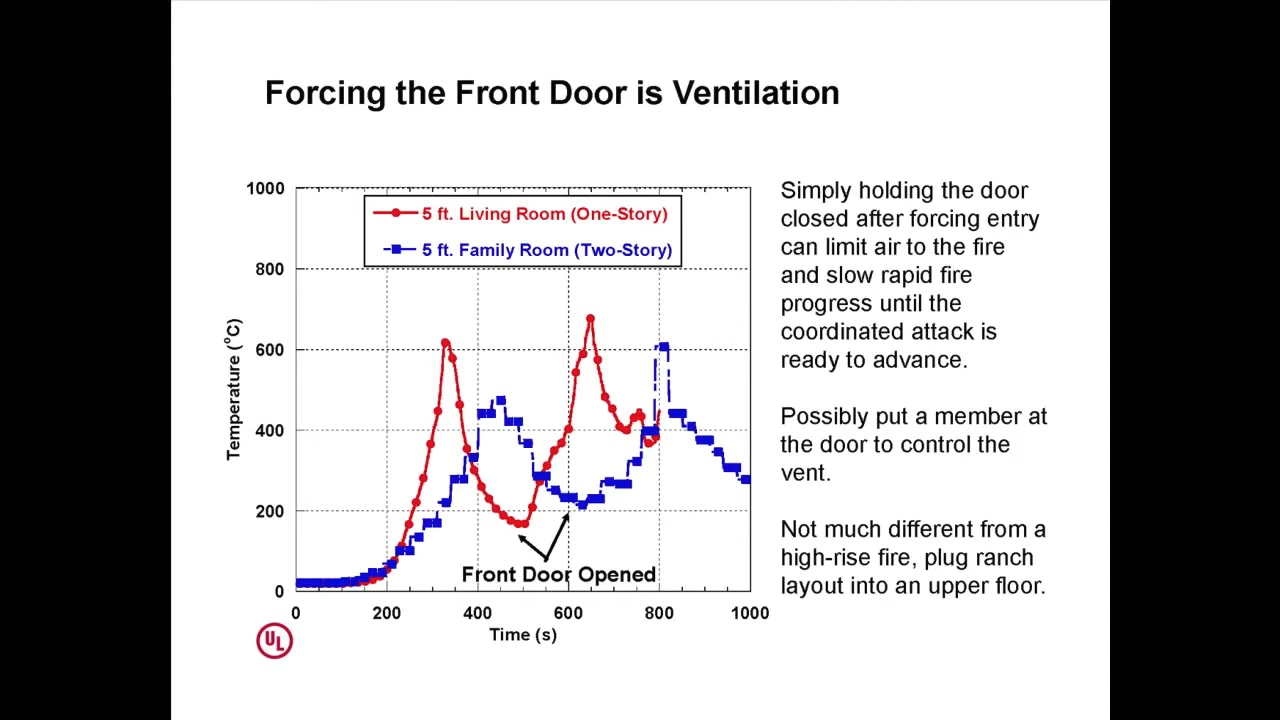 Forcing the Front Door is Ventilation
1000
800
600
400
200
0
Temperature (°C)
5 ft. Living Room (One-Story)
5 ft. Family Room (Two-Story)
Front Door Opened
0 200 400 600 800 1000
Time (s)
UL
Simply holding the door
closed after forcing entry
can limit air to the fire
and slow rapid fire
progress until the
coordinated attack is
ready to advance.
Possibly put a member at
the door to control the
vent.
Not much different from a
high-rise fire, plug ranch
layout into an upper floor.